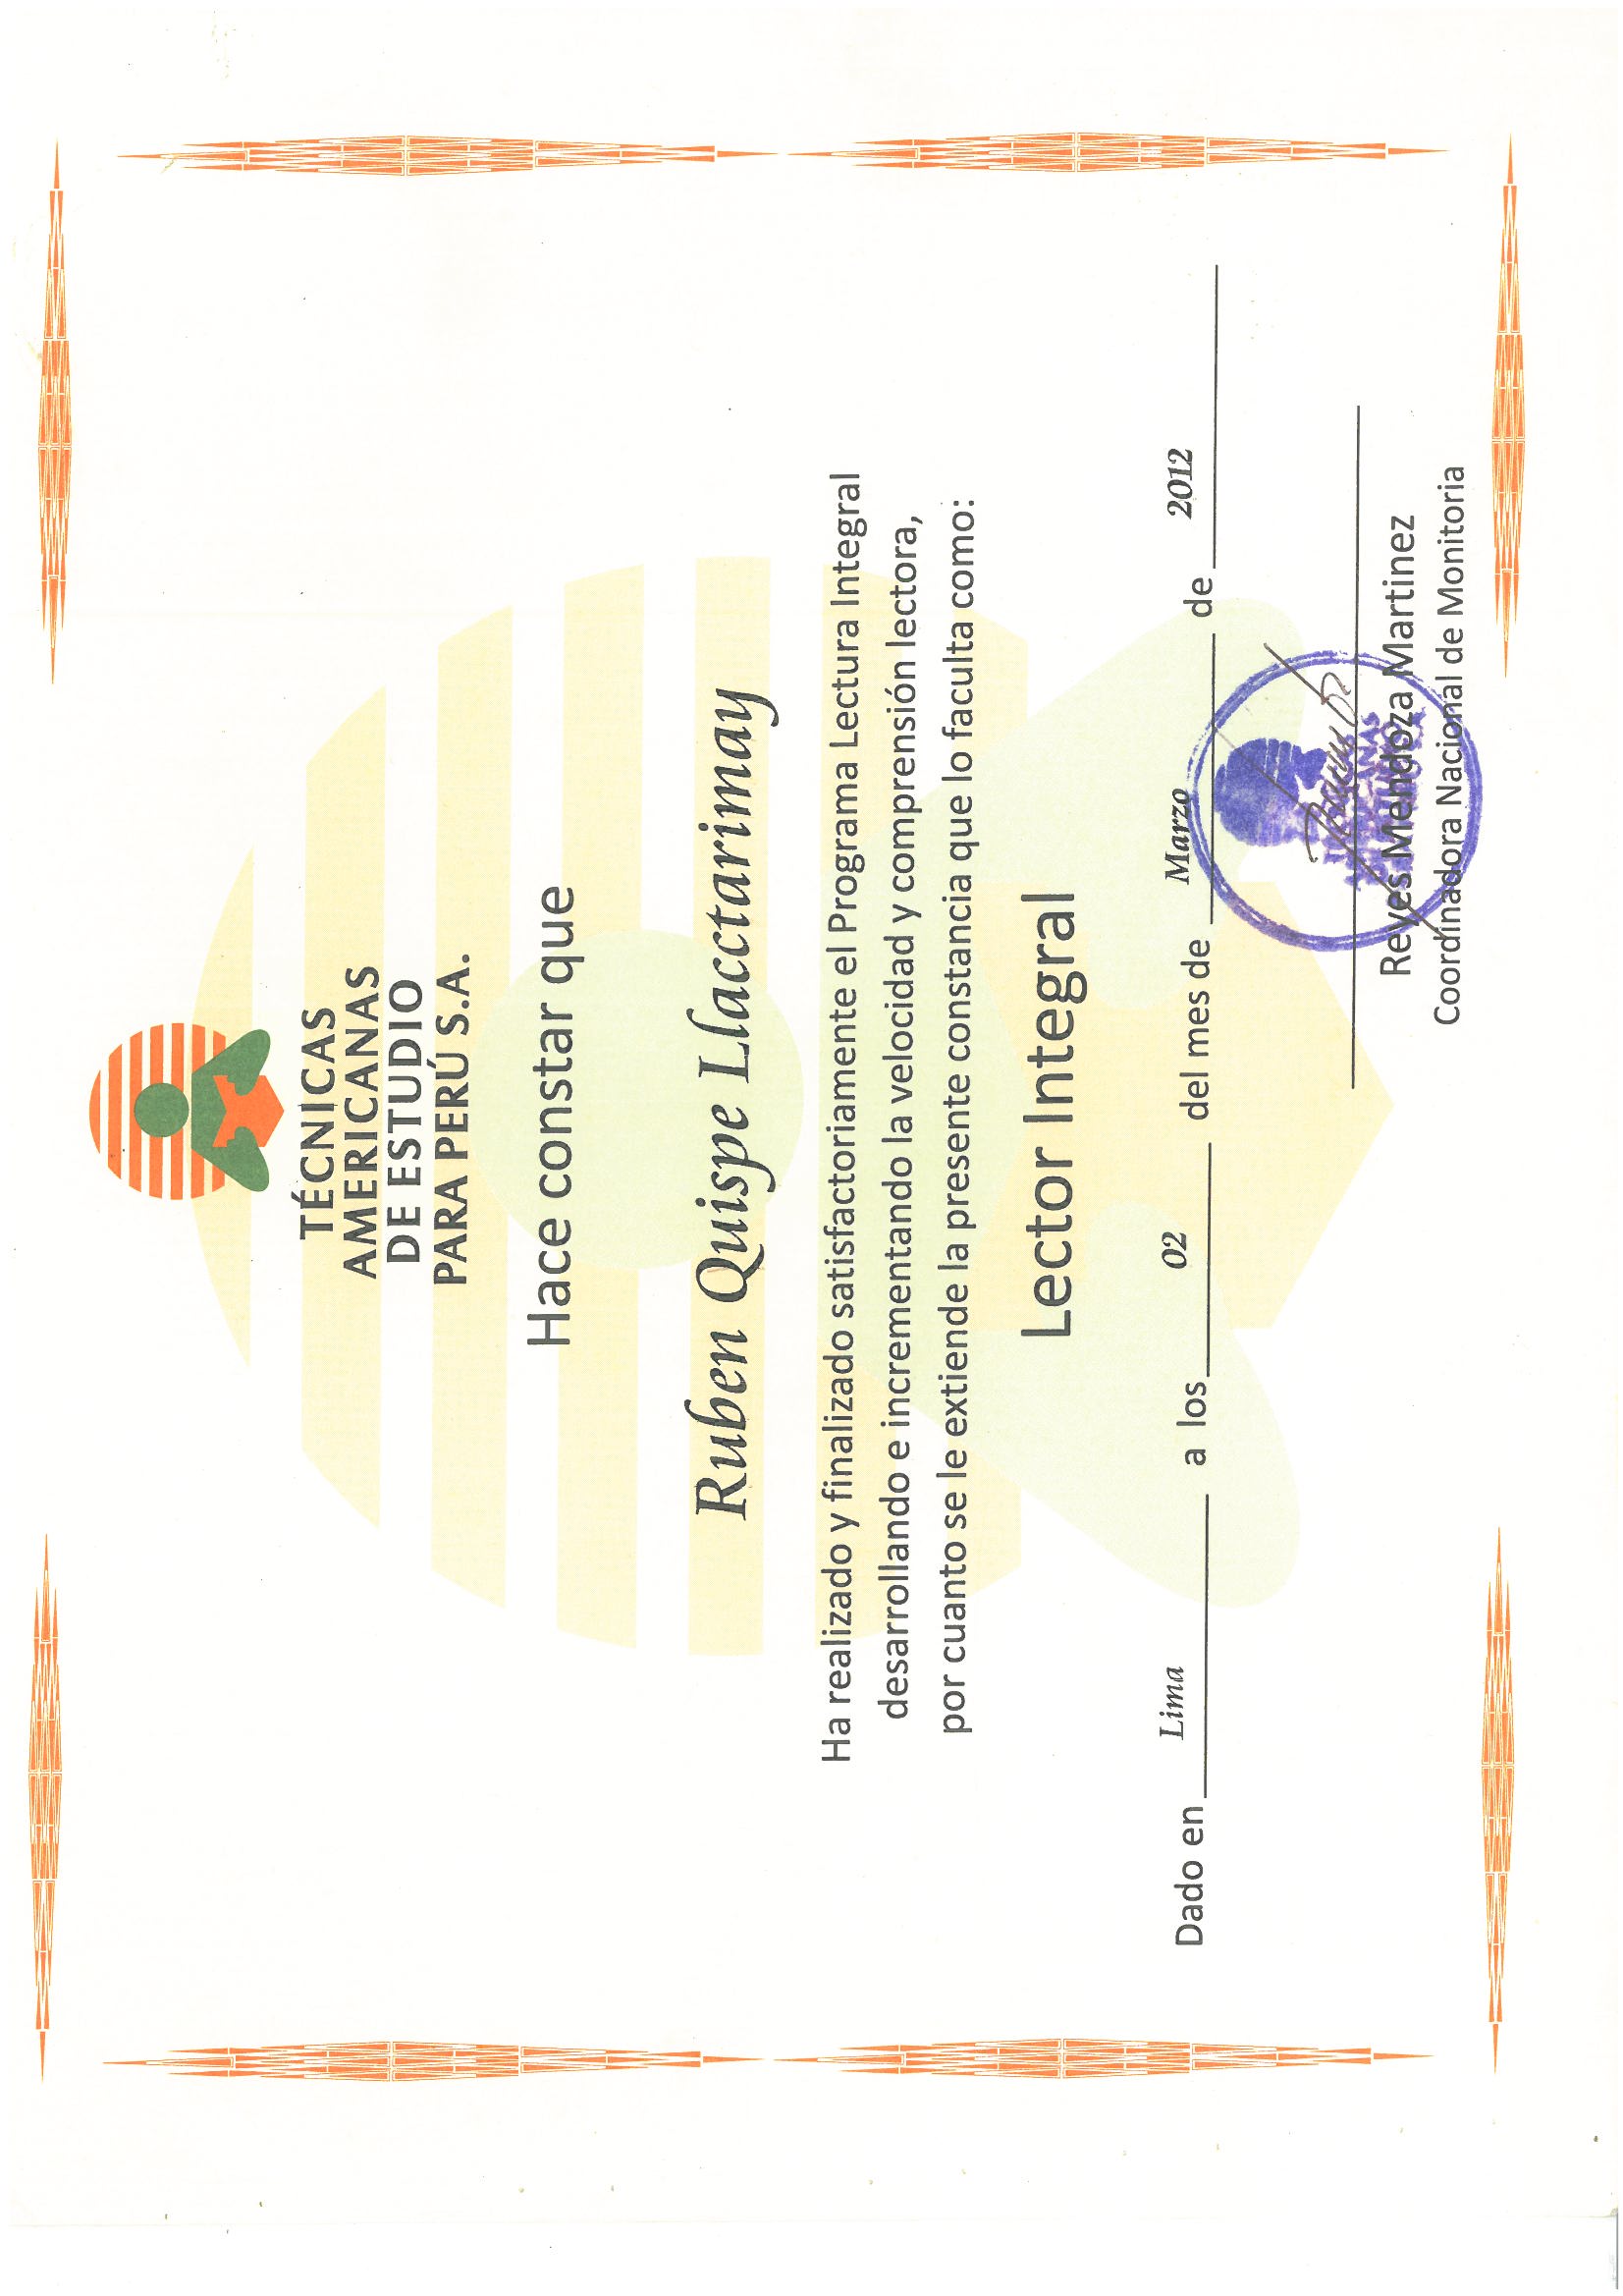 TÉCNICAS
AMERICANAS
DE ESTUDIO
PARA PERÚ S.A.
Hace constar que
Ruben Quispe Llacctarimay
Ha realizado y finalizado satisfactoriamente el Programa Lectura Integral
desarrollando e incrementando la velocidad y comprensión lectora,
por cuanto se le extiende la presente constancia que lo faculta como:
Lector Integral
Dado en Lima a los 02 del mes de Marzo de 2012
Reyes Mendoza Martinez
Coordinadora Nacional de Monitoria